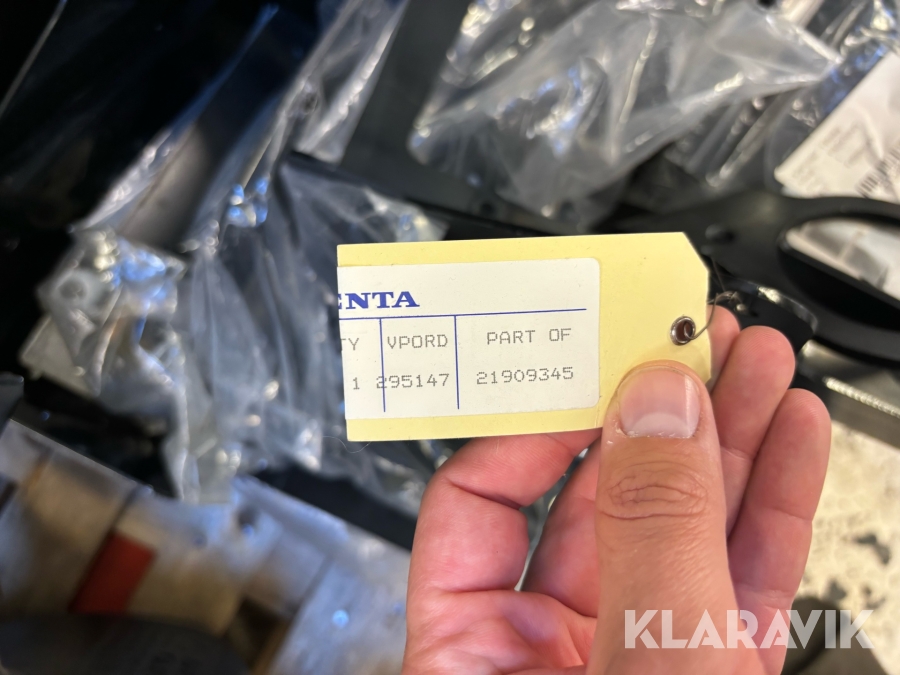 ENTA
TY VPORD PART OF
1 295147 21909345
KLARAVIK